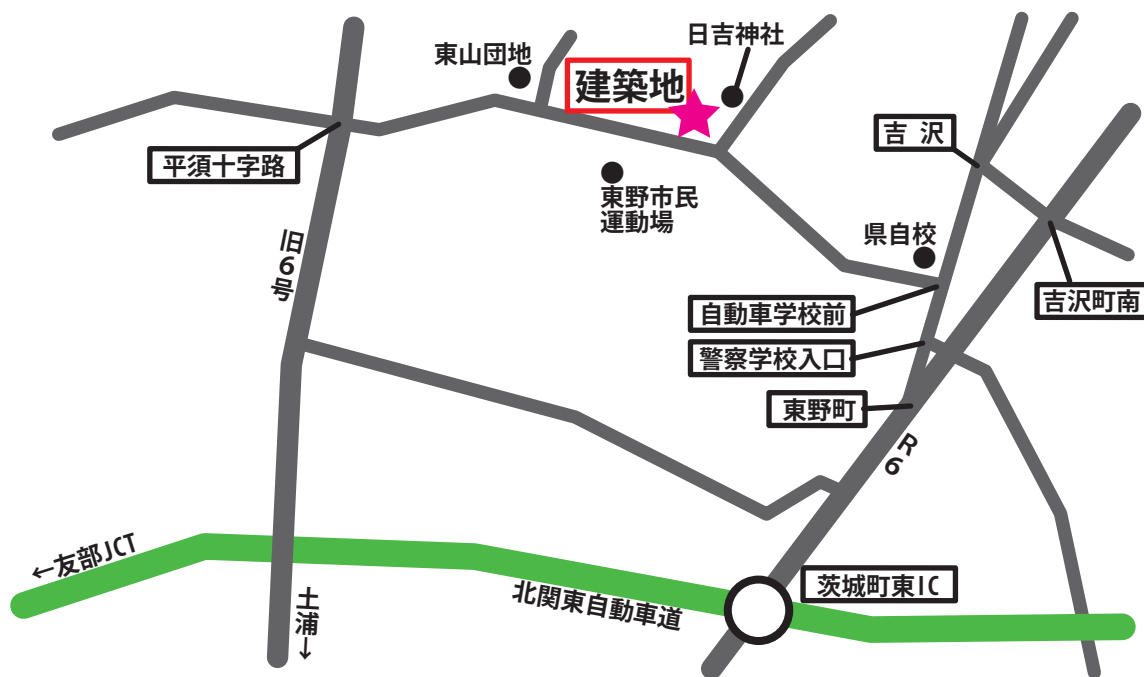 日吉神社
東山団地
建築地
吉 沢
平須十字路
東野市民
運動場
県自校
旧6号
吉沢町南
自動車学校前
警察学校入口
東野町
R6
←友部JCT
北関東自動車道
茨城町東IC
土浦→